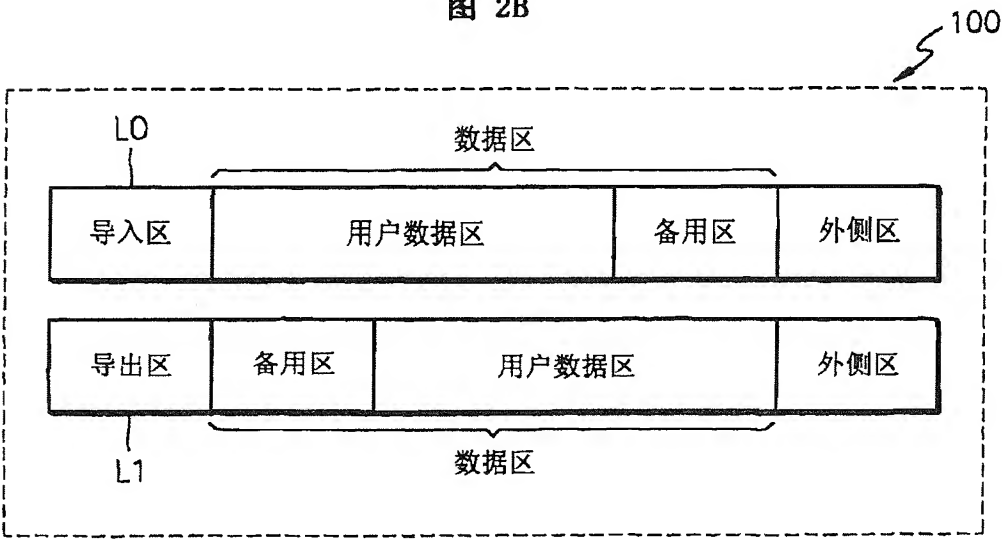 图 2B
100
L0
数据区
导入区 用户数据区 备用区 外侧区
导出区 备用区 用户数据区 外侧区
L1
数据区